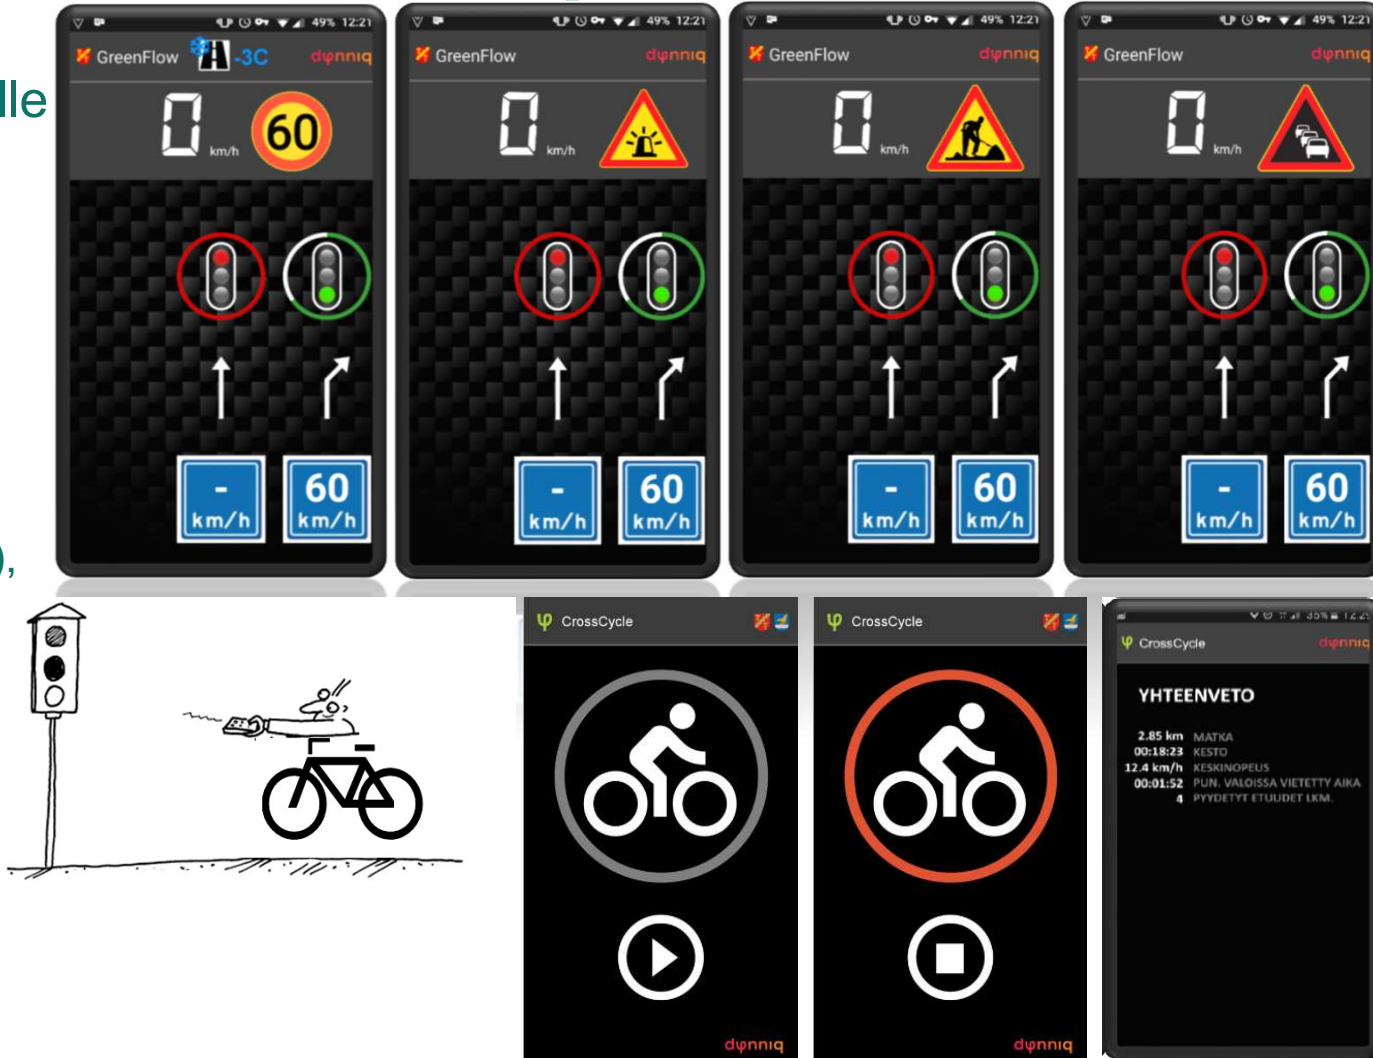 lle
49% 12:21
GreenFlow -3C dynniq
0 km/h 60
- km/h
60 km/h
49% 12:21
GreenFlow dynniq
0 km/h
- km/h
60 km/h
49% 12:21
GreenFlow dynniq
0 km/h
- km/h
60 km/h
49% 12:21
GreenFlow dynniq
0 km/h
- km/h
60 km/h
),
CrossCycle
dynniq
CrossCycle
dynniq
35% 12:2
CrossCycle dynniq
YHTEENVETO
2.85 km MATKA
00:18:23 KESTO
12.4 km/h KESKINOPEUS
00:01:52 PUN. VALOISSA VIETETTY AIKA
4 PYYDETYT ETUUDET LKM.